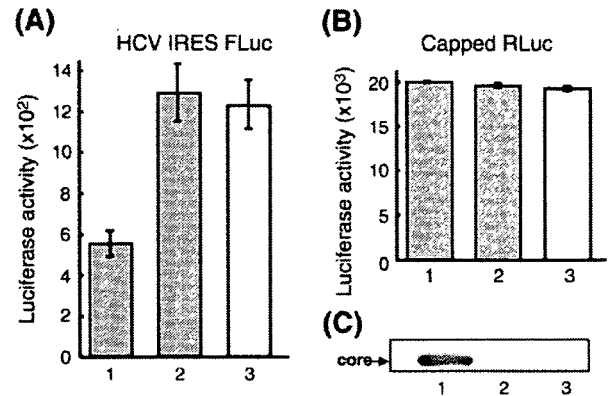 (A)
HCV IRES FLuc
Luciferase activity (x10²)
14
12
10
8
6
4
2
0
1 2 3
(B)
Capped RLuc
Luciferase activity (x10³)
20
20
15
10
5
0
1 2 3
(C)
core
1 2 3